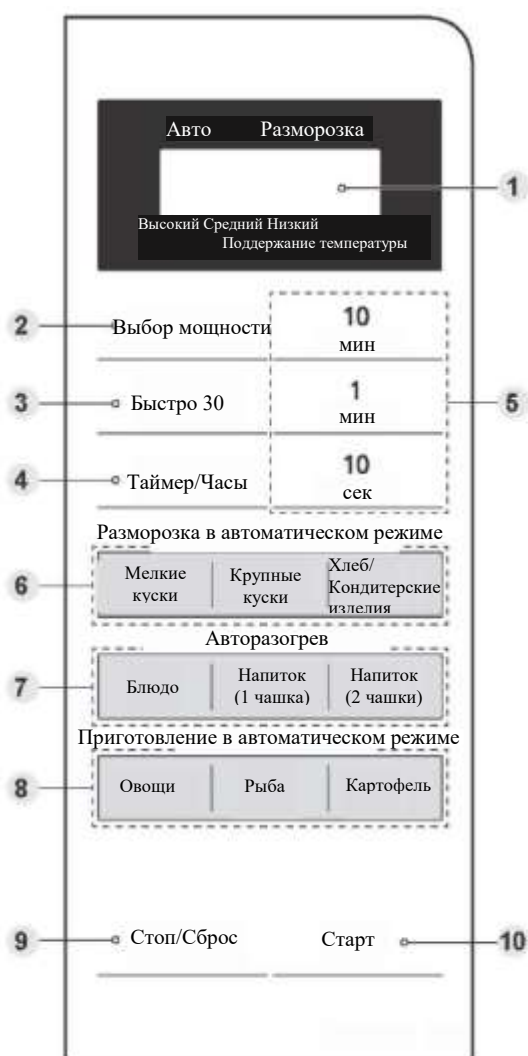 Авто Разморозка
1
Высокий Средний Низкий
Поддержание температуры
2 Выбор мощности 10
мин
3 Быстро 30 1
мин
5
4 Таймер/Часы 10
сек
Разморозка в автоматическом режиме
6
Мелкие
куски
Крупные
куски
Хлеб/
Кондитерские
изделия
Авторазогрев
7
Блюдо
Напиток
(1 чашка)
Напиток
(2 чашки)
Приготовление в автоматическом режиме
8
Овощи Рыба Картофель
9 Стоп/Сброс Старт 10